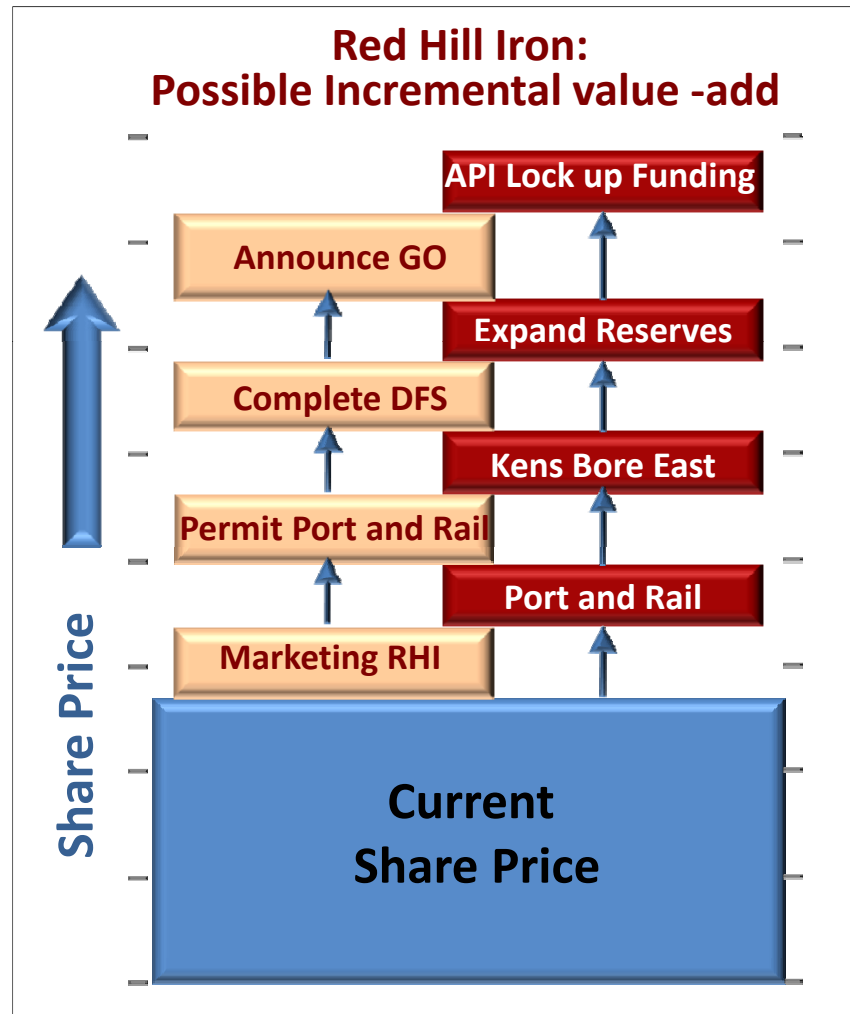 Red Hill Iron:
Possible Incremental value -add
API Lock up Funding
Announce GO
Expand Reserves
Complete DFS
Kens Bore East
Permit Port and Rail
Port and Rail
Marketing RHI
Share Price
Current
Share Price